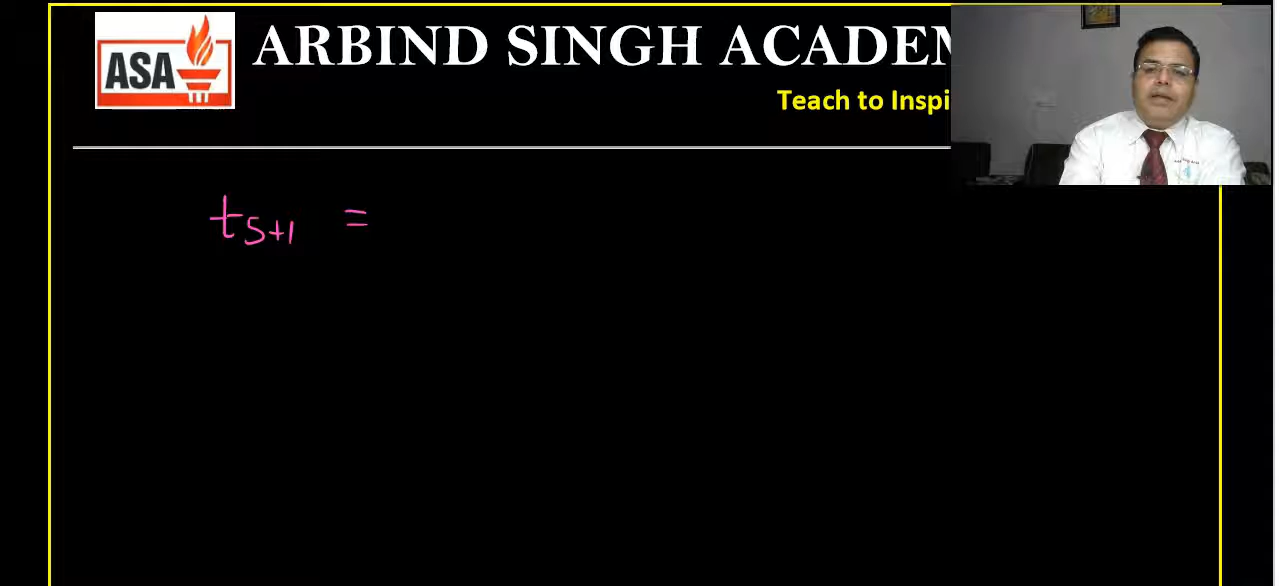 ASA
ARBIND SINGH ACADEM
Teach to Inspi
t5+1 =